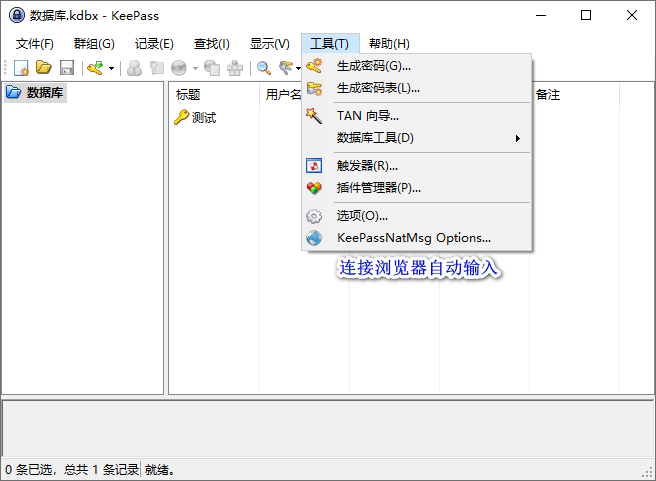 数据库.kdbx - KeePass
文件(F) 群组(G) 记录(E) 查找(I) 显示(V) 工具(T) 帮助(H)
生成密码(G)...
生成密码表(L)...
TAN 向导...
数据库工具(D)
触发器(R)...
插件管理器(P)...
选项(O)...
KeePassNatMsg Options...
数据库
标题 用户名 备注
测试
连接浏览器自动输入
0 条已选，总共 1 条记录 就绪。